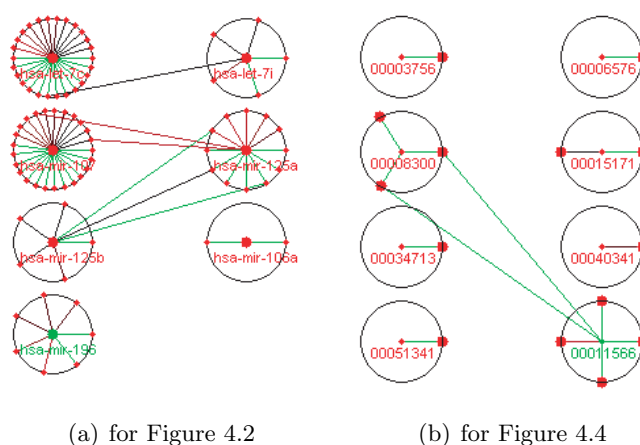 hsa-let-7c hsa-let-7i 00003756 00006576
hsa-mir-107 hsa-mir-125a 00008300 00015171
hsa-mir-125b hsa-mir-106a 00034713 00040341
hsa-mir-196 00051341 00011566
(a) for Figure 4.2 (b) for Figure 4.4